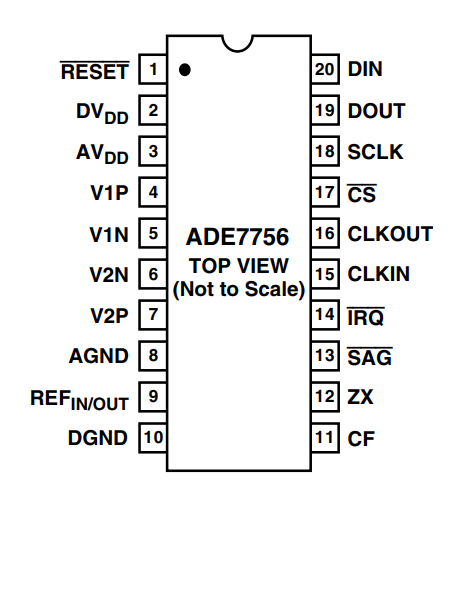 RESET 1 20 DIN
DVDD 2 19 DOUT
AVDD 3 18 SCLK
V1P 4 17 CS
V1N 5 16 CLKOUT
ADE7756
V2N 6 15 CLKIN
TOP VIEW
(Not to Scale)
V2P 7 14 IRQ
AGND 8 13 SAG
REFIN/OUT 9 12 ZX
DGND 10 11 CF